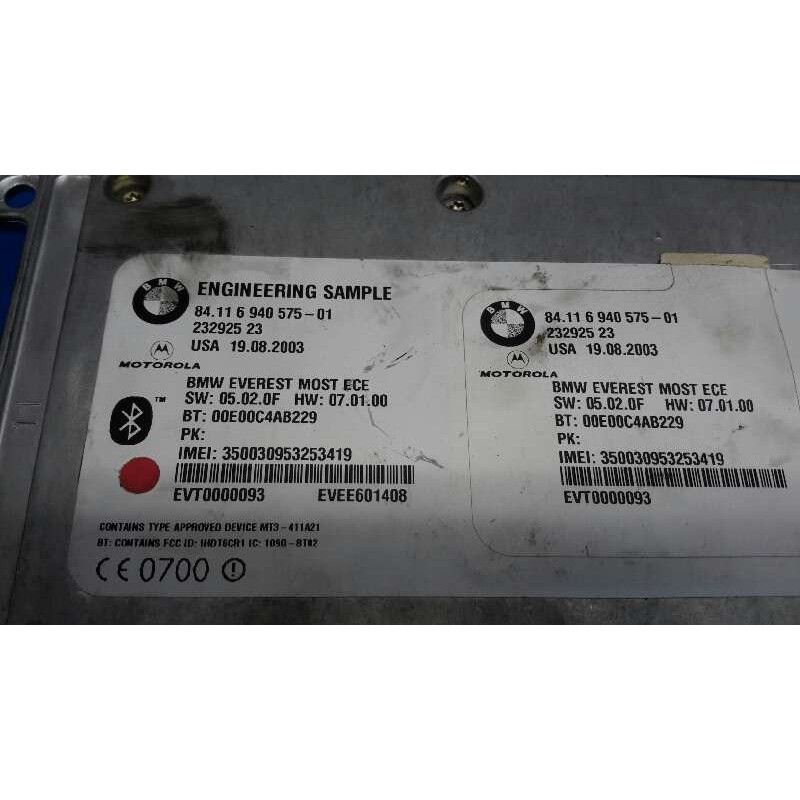 BMW
ENGINEERING SAMPLE
84.11 6 940 575-01
232925 23
USA 19.08.2003
MOTOROLA
BMW EVEREST MOST ECE
SW: 05.02.0F HW: 07.01.00
TM
BT: 00E00C4AB229
PK:
IMEI: 350030953253419
EVT0000093 EVEE601408
CONTAINS TYPE APPROVED DEVICE MT3-411A21
BT: CONTAINS FCC ID: IHDT6CR1 IC: 1090-BT02
CE 0700
BMW
84.11 6 940 575-01
232925 23
USA 19.08.2003
MOTOROLA
BMW EVEREST MOST ECE
SW: 05.02.0F HW: 07.01.00
BT: 00E00C4AB229
PK:
IMEI: 350030953253419
EVT0000093